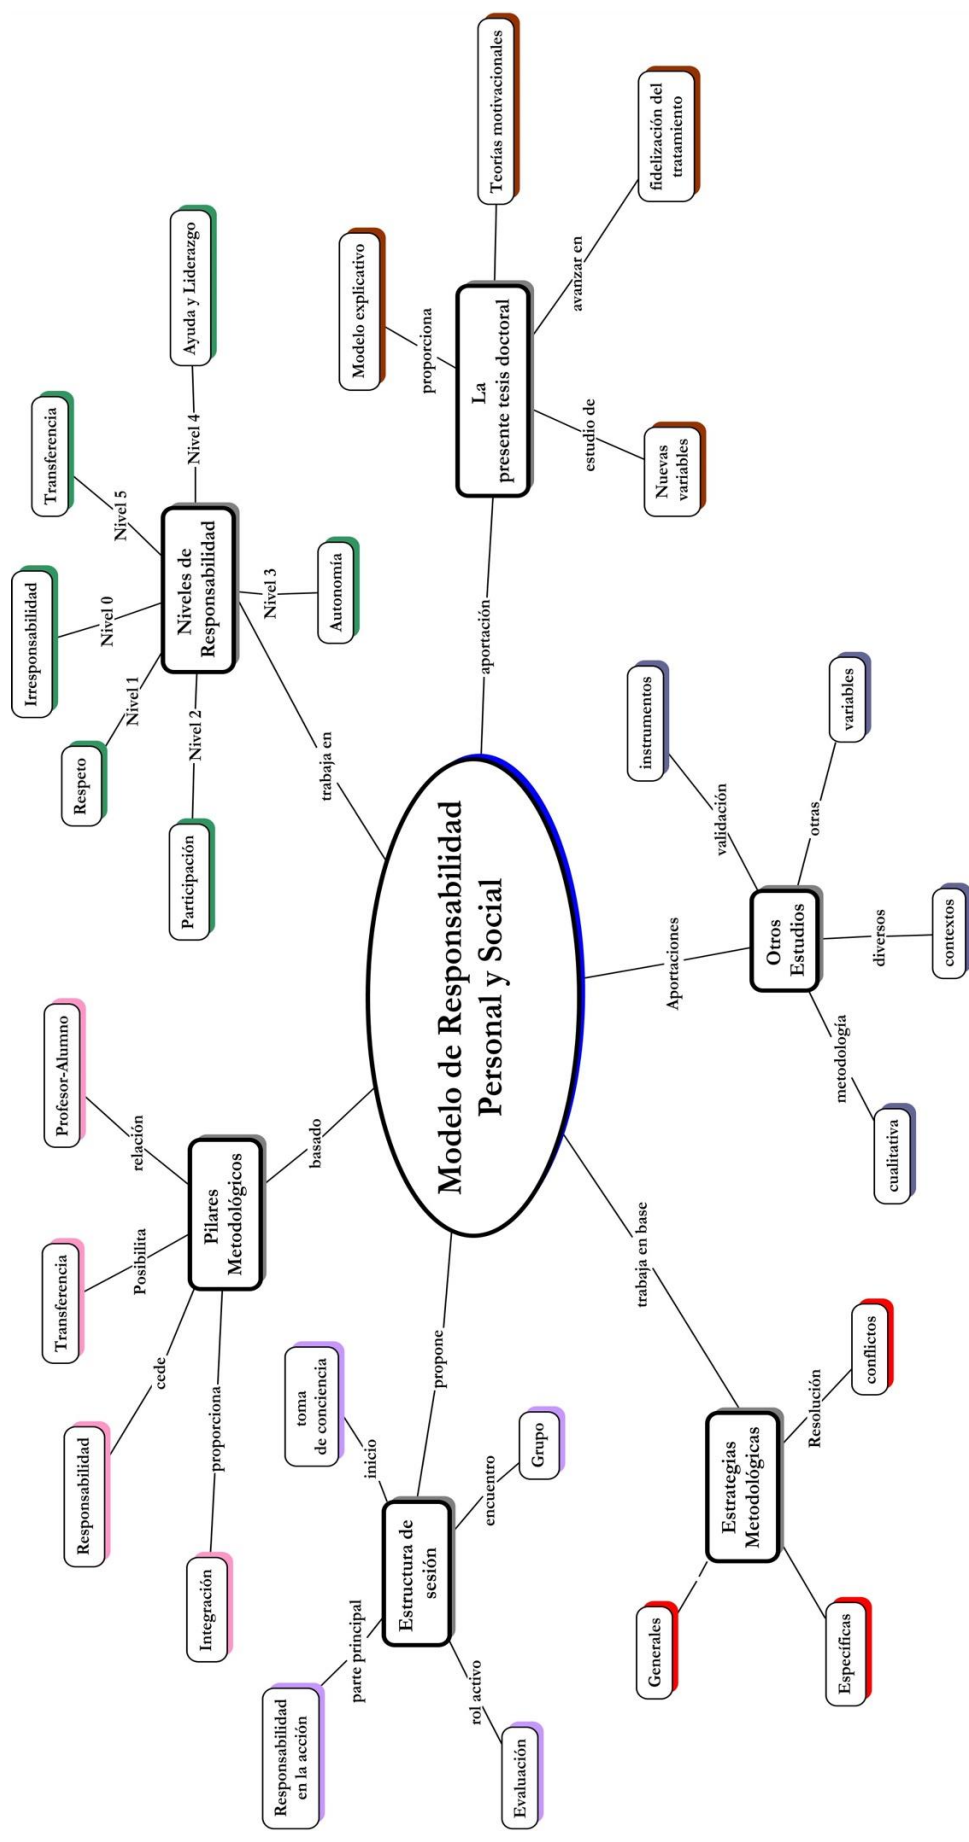 Modelo de Responsabilidad
Personal y Social
basado
Pilares
Metodológicos
relación
Profesor-Alumno
Posibilita
Transferencia
cede
Responsabilidad
proporciona
Integración
trabaja en
Niveles de
Responsabilidad
Nivel 0
Irresponsabilidad
Nivel 1
Respeto
Nivel 2
Participación
Nivel 3
Autonomía
Nivel 4
Ayuda y Liderazgo
Nivel 5
Transferencia
aportación
La
presente tesis doctoral
proporciona
Modelo explicativo
Teorías motivacionales
avanzar en
fidelización del
tratamiento
estudio de
Nuevas
variables
Aportaciones
Otros
Estudios
validación
instrumentos
otras
variables
diversos
contextos
metodología
cualitativa
trabaja en base
Estrategias
Metodológicas
Resolución
conflictos
Generales
Específicas
propone
Estructura de
sesión
inicio
toma
de conciencia
encuentro
Grupo
parte principal
Responsabilidad
en la acción
rol activo
Evaluación